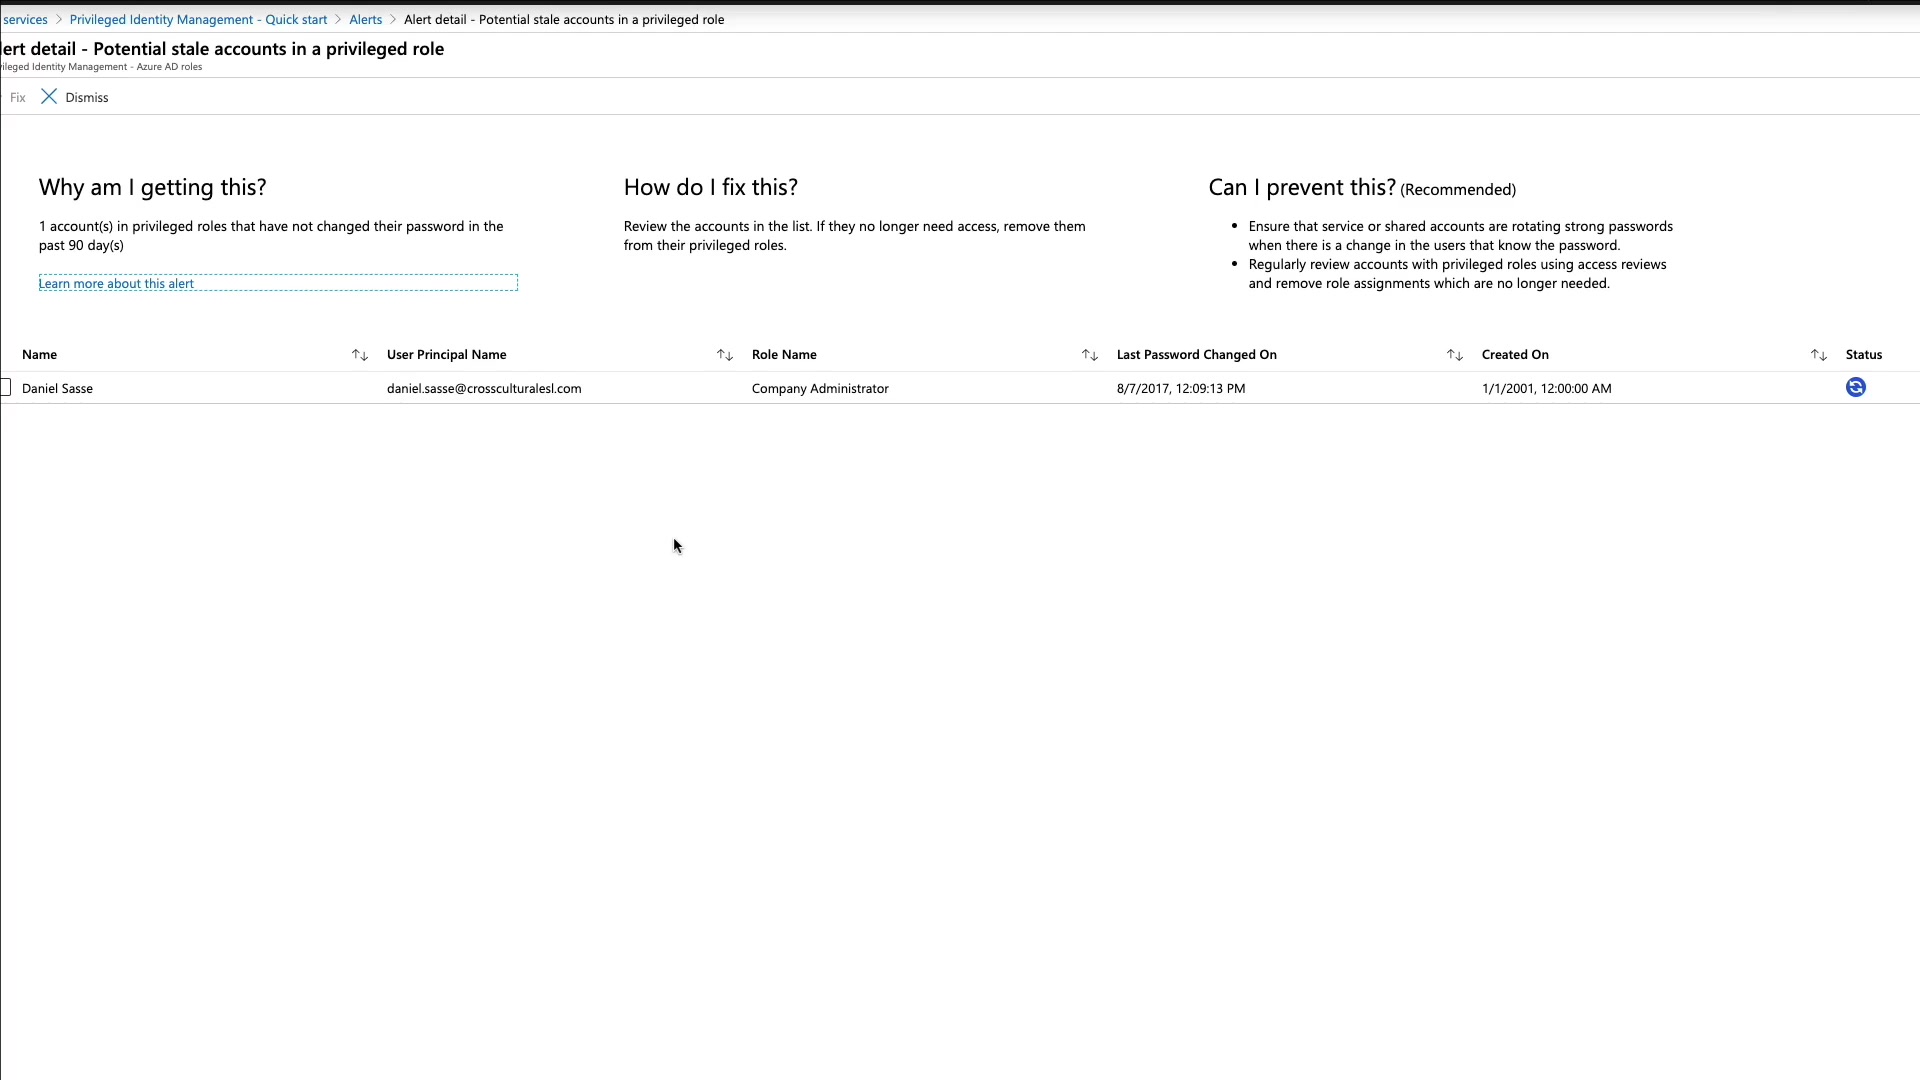 services > Privileged Identity Management - Quick start > Alerts > Alert detail - Potential stale accounts in a privileged role
lert detail - Potential stale accounts in a privileged role
vileged Identity Management - Azure AD roles
Fix Dismiss
Why am I getting this?
1 account(s) in privileged roles that have not changed their password in the
past 90 day(s)
Learn more about this alert
How do I fix this?
Review the accounts in the list. If they no longer need access, remove them
from their privileged roles.
Can I prevent this? (Recommended)
• Ensure that service or shared accounts are rotating strong passwords
when there is a change in the users that know the password.
• Regularly review accounts with privileged roles using access reviews
and remove role assignments which are no longer needed.
Name ↑↓ User Principal Name ↑↓ Role Name ↑↓ Last Password Changed On ↑↓ Created On ↑↓ Status
Daniel Sasse daniel.sasse@crossculturalesl.com Company Administrator 8/7/2017, 12:09:13 PM 1/1/2001, 12:00:00 AM